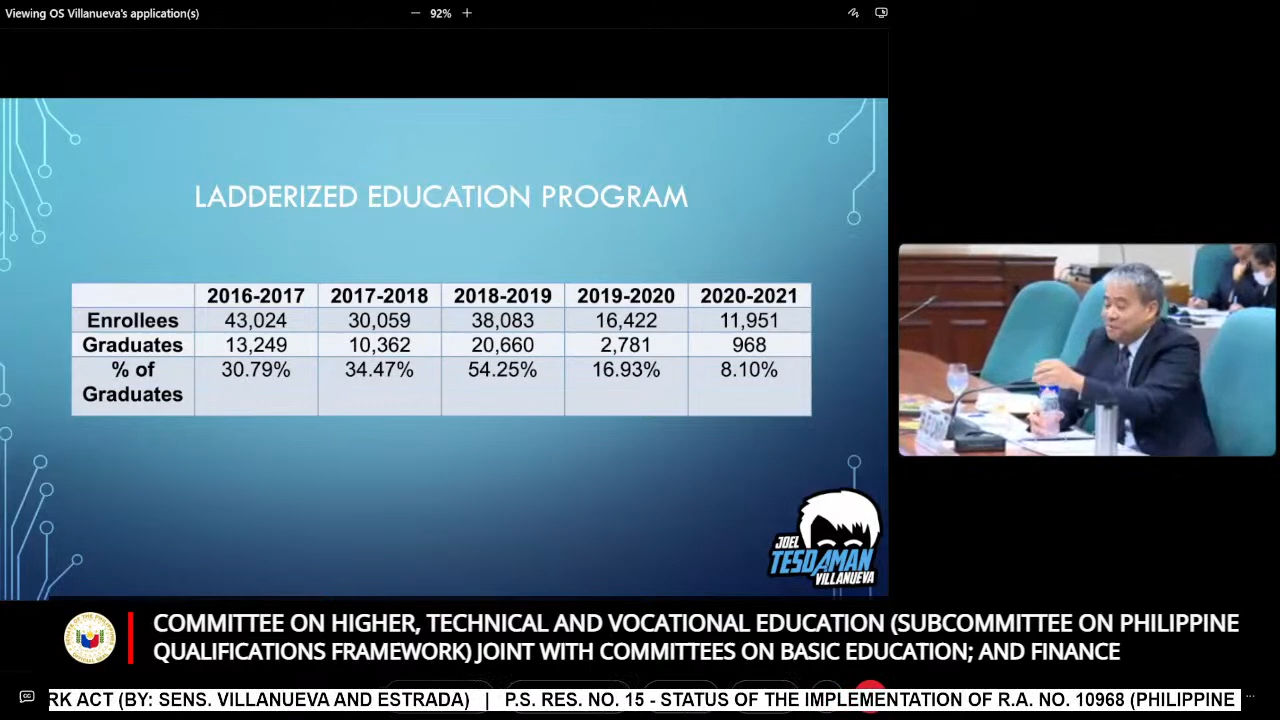 Viewing OS Villanueva's application(s)
92%
LADDERIZED EDUCATION PROGRAM
2016-2017 2017-2018 2018-2019 2019-2020 2020-2021
Enrollees 43,024 30,059 38,083 16,422 11,951
Graduates 13,249 10,362 20,660 2,781 968
% of Graduates 30.79% 34.47% 54.25% 16.93% 8.10%
JOEL
TESDAMAN
VILLANUEVA
COMMITTEE ON HIGHER, TECHNICAL AND VOCATIONAL EDUCATION (SUBCOMMITTEE ON PHILIPPINE
QUALIFICATIONS FRAMEWORK) JOINT WITH COMMITTEES ON BASIC EDUCATION; AND FINANCE
RK ACT (BY: SENS. VILLANUEVA AND ESTRADA) | P.S. RES. NO. 15 - STATUS OF THE IMPLEMENTATION OF R.A. NO. 10968 (PHILIPPINE